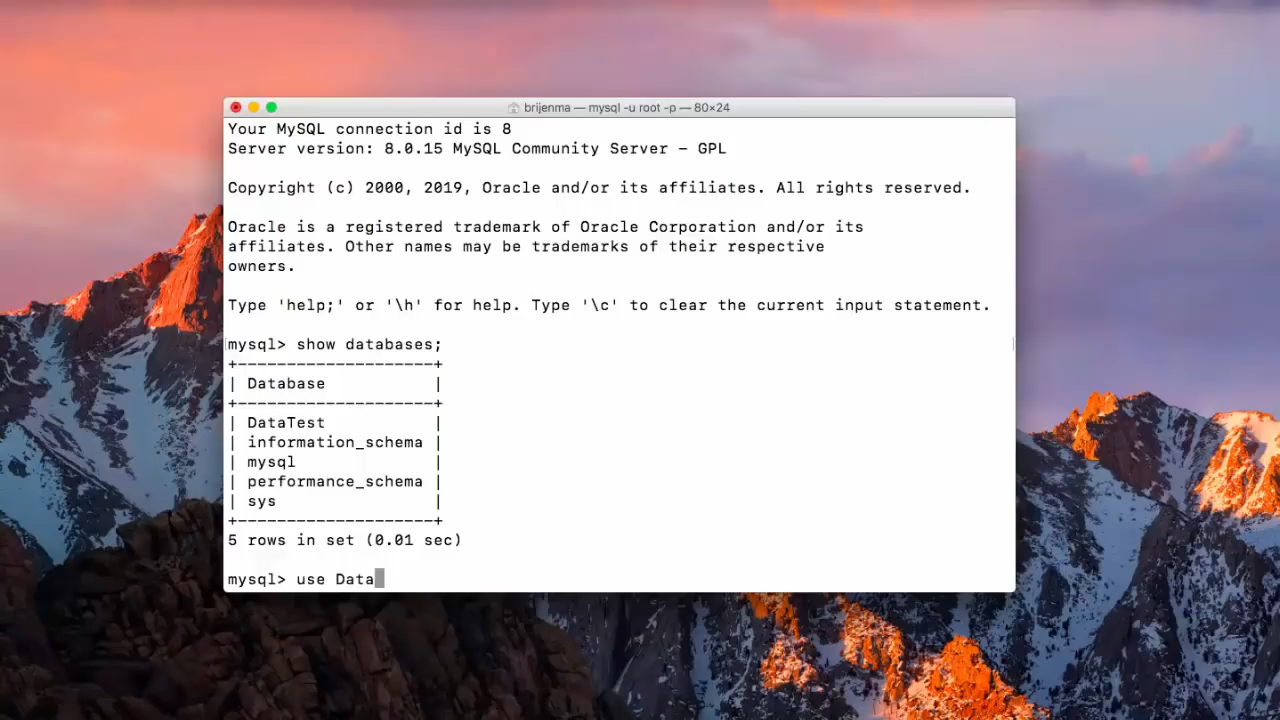 brijenma — mysql -u root -p — 80×24
Your MySQL connection id is 8
Server version: 8.0.15 MySQL Community Server - GPL
Copyright (c) 2000, 2019, Oracle and/or its affiliates. All rights reserved.
Oracle is a registered trademark of Oracle Corporation and/or its
affiliates. Other names may be trademarks of their respective
owners.
Type 'help;' or '\h' for help. Type '\c' to clear the current input statement.
mysql> show databases;
+--------------------+
| Database           |
+--------------------+
| DataTest           |
| information_schema |
| mysql              |
| performance_schema |
| sys                |
+--------------------+
5 rows in set (0.01 sec)
mysql> use Data